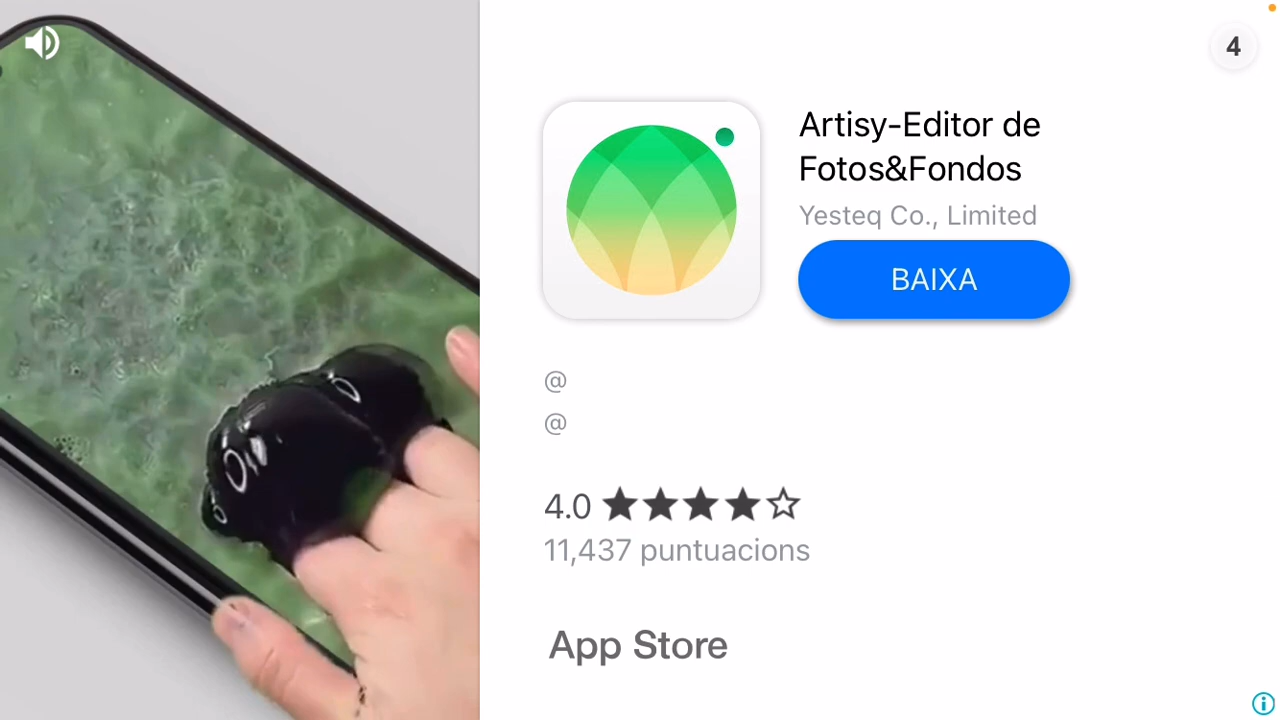 4
Artisy-Editor de
Fotos&Fondos
Yesteq Co., Limited
BAIXA
@
@
4.0
11,437 puntuacions
App Store